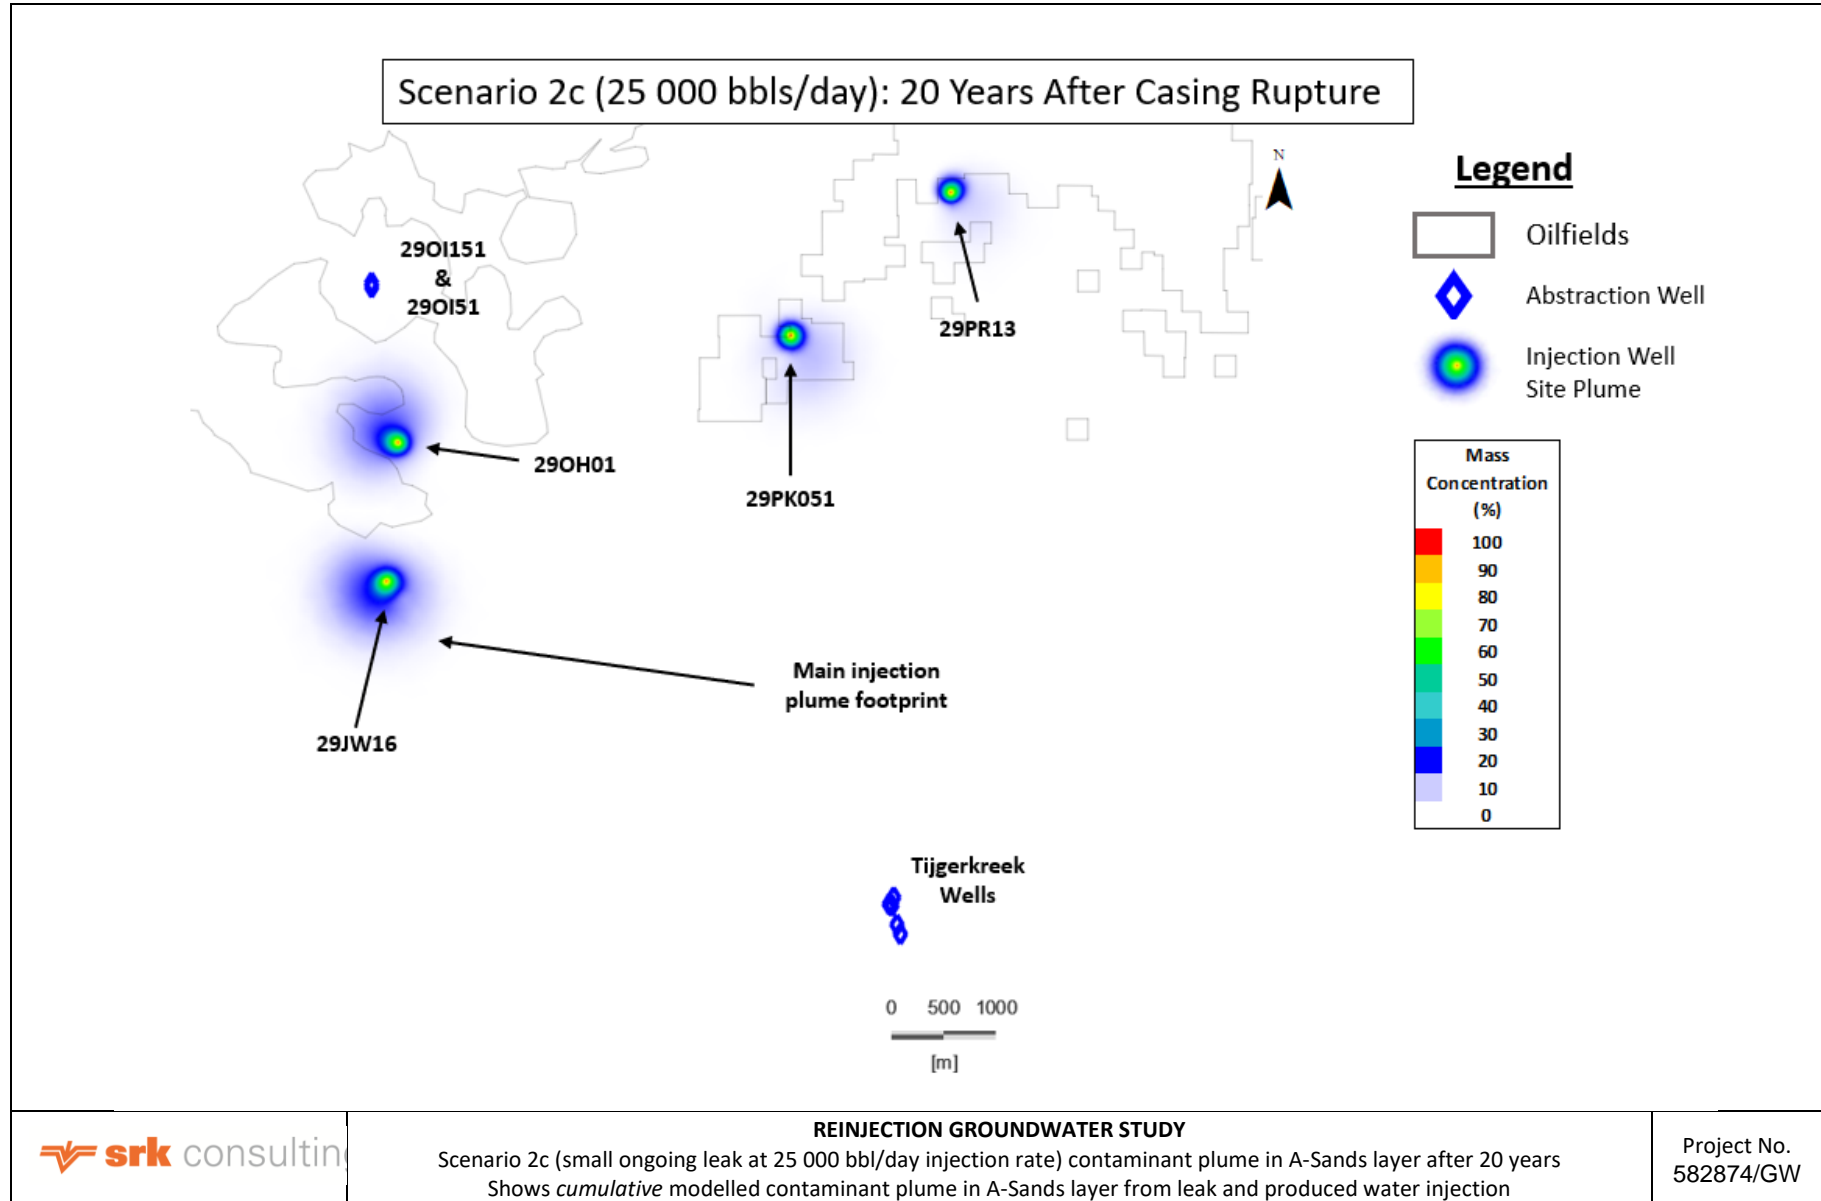 Scenario 2c (25 000 bbls/day): 20 Years After Casing Rupture
N
Legend
Oilfields
Abstraction Well
Injection Well
Site Plume
Mass
Concentration
(%)
100
90
80
70
60
50
40
30
20
10
0
29OI151
&
29OI51
29PR13
29OH01
29PK051
Main injection
plume footprint
29JW16
Tijgerkreek
Wells
0 500 1000
[m]
srk consulting
REINJECTION GROUNDWATER STUDY
Scenario 2c (small ongoing leak at 25 000 bbl/day injection rate) contaminant plume in A-Sands layer after 20 years
Shows cumulative modelled contaminant plume in A-Sands layer from leak and produced water injection
Project No.
582874/GW